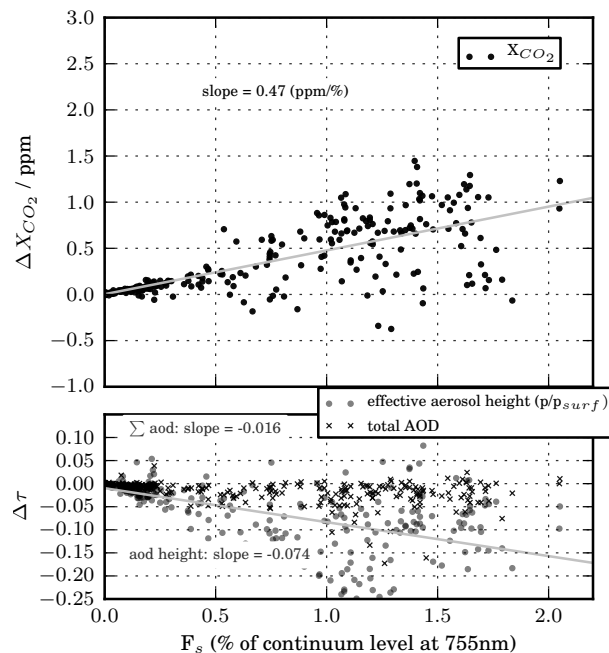 3.0
2.5
2.0
1.5
1.0
0.5
0.0
−0.5
−1.0
ΔX_{CO_2} / ppm
X_{CO_2}
slope = 0.47 (ppm/%)
effective aerosol height (p/p_{surf})
total AOD
∑ aod: slope = -0.016
aod height: slope = -0.074
0.10
0.05
0.00
−0.05
−0.10
−0.15
−0.20
−0.25
Δτ
0.0 0.5 1.0 1.5 2.0
F_s (% of continuum level at 755nm)